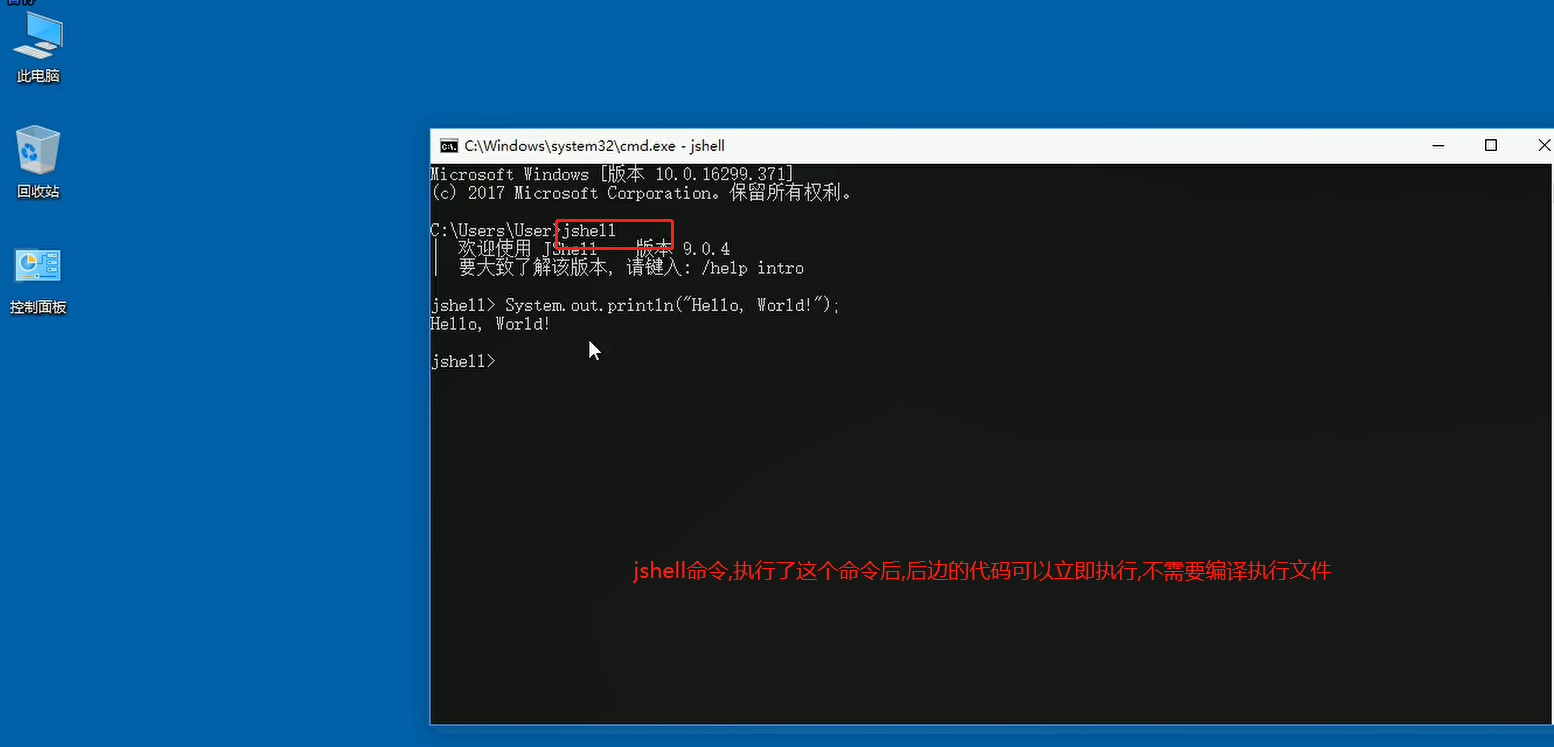 此电脑
回收站
控制面板
C:\Windows\system32\cmd.exe - jshell
Microsoft Windows [版本 10.0.16299.371]
(c) 2017 Microsoft Corporation。保留所有权利。
C:\Users\User>jshell
| 欢迎使用 JShell -- 版本 9.0.4
| 要大致了解该版本, 请键入: /help intro
jshell> System.out.println("Hello, World!");
Hello, World!
jshell>
jshell命令,执行了这个命令后,后边的代码可以立即执行,不需要编译执行文件